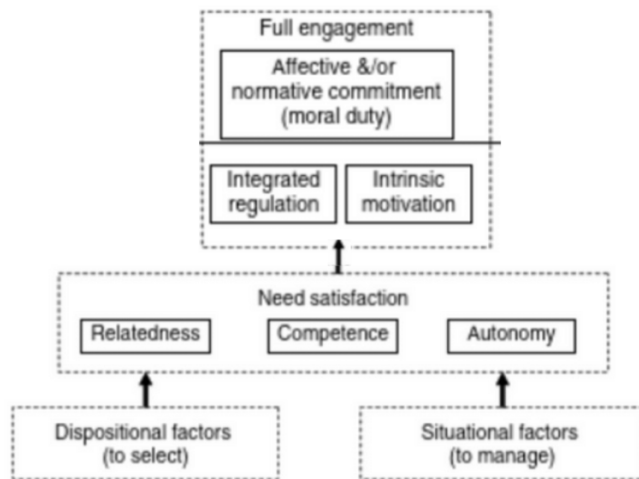 Full engagement
Affective &/or
normative commitment
(moral duty)
Integrated
regulation
Intrinsic
motivation
Need satisfaction
Relatedness
Competence
Autonomy
Dispositional factors
(to select)
Situational factors
(to manage)